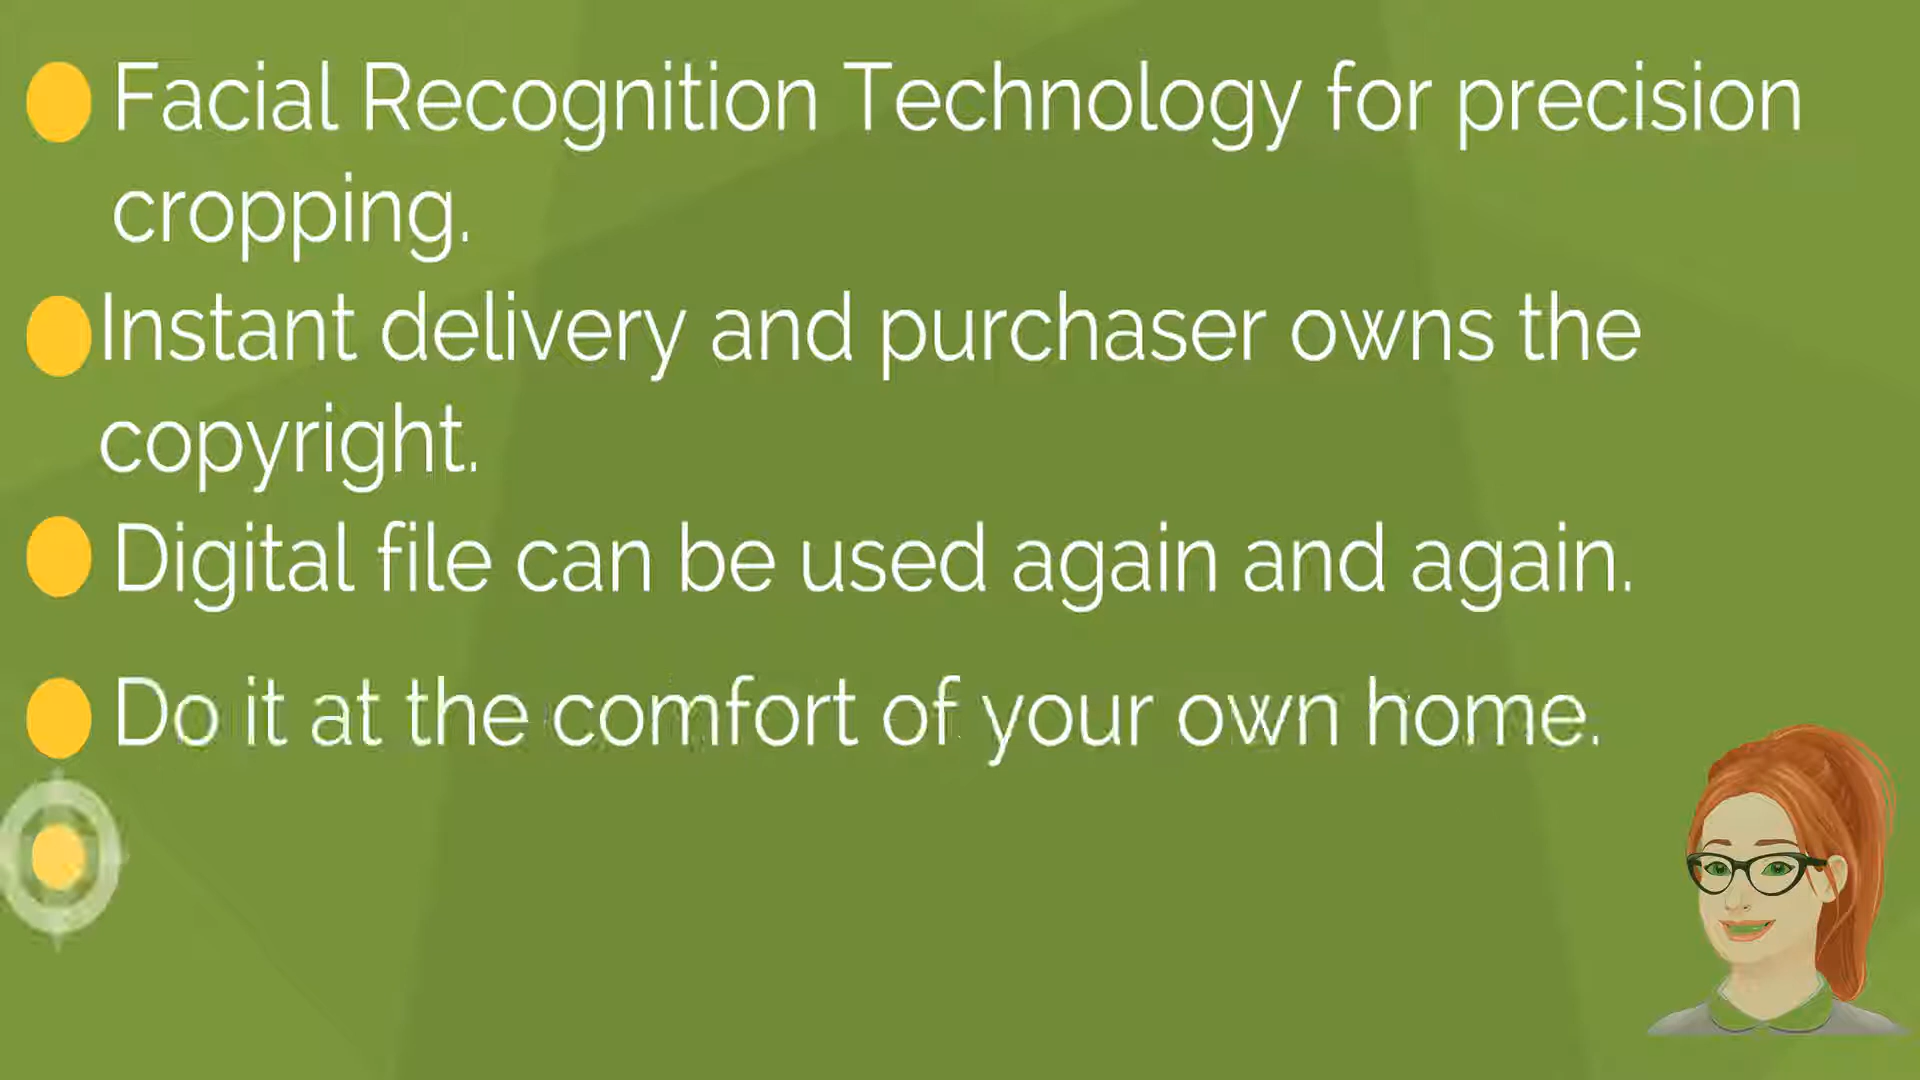 Facial Recognition Technology for precision
cropping.
Instant delivery and purchaser owns the
copyright.
Digital file can be used again and again.
Do it at the comfort of your own home.